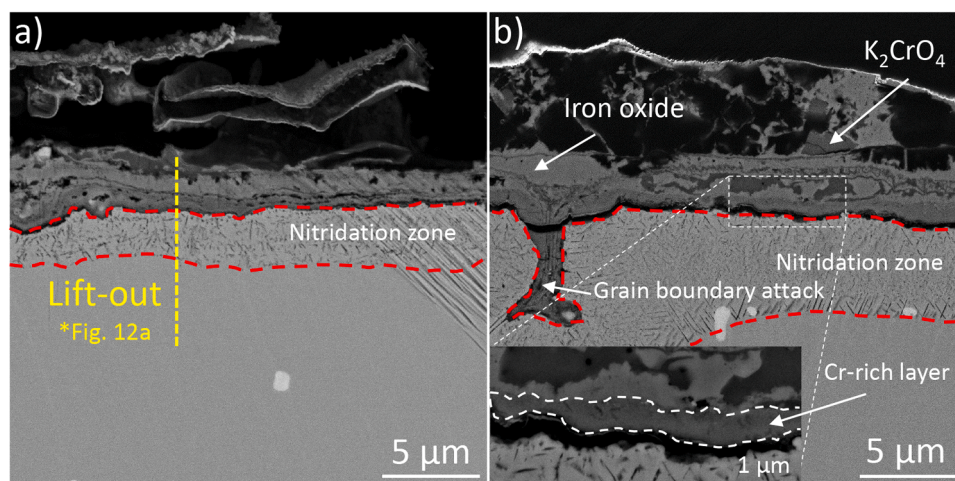 a)
Nitridation zone
Lift-out
*Fig. 12a
5 μm
b)
K₂CrO₄
Iron oxide
Nitridation zone
Grain boundary attack
Cr-rich layer
1 μm
5 μm